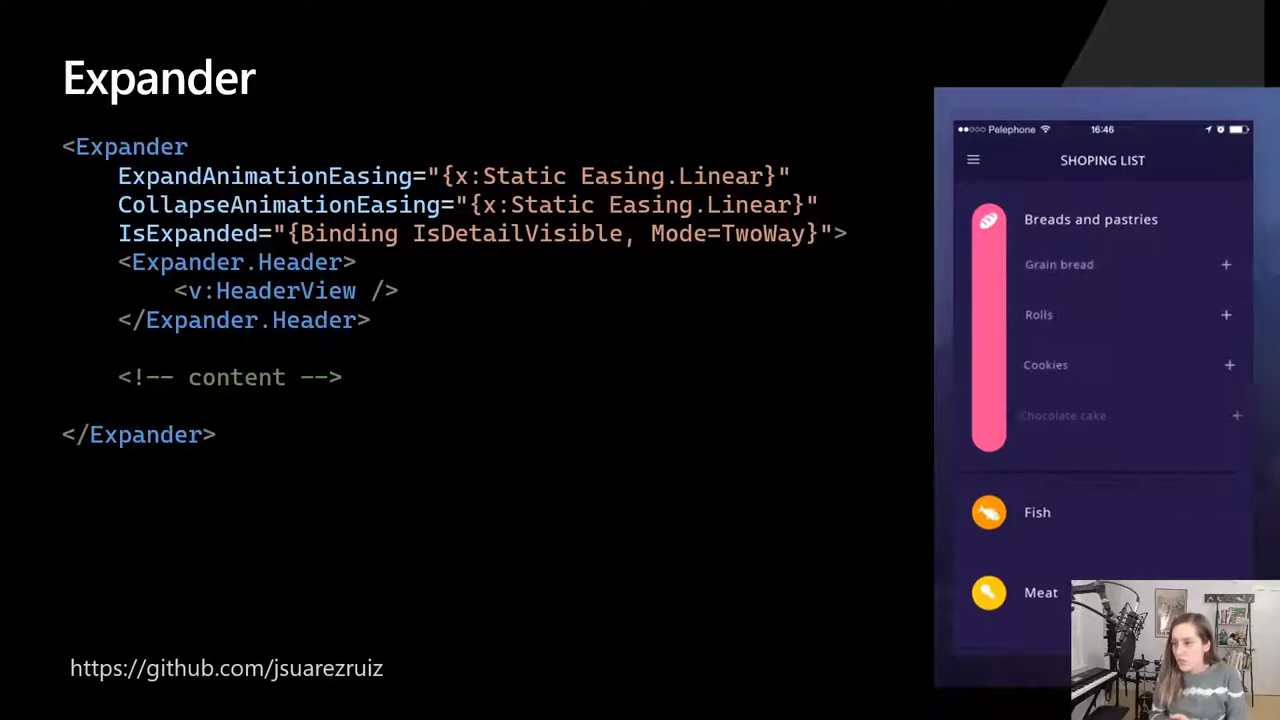 Expander
<Expander
ExpandAnimationEasing="{x:Static Easing.Linear}"
CollapseAnimationEasing="{x:Static Easing.Linear}"
IsExpanded="{Binding IsDetailVisible, Mode=TwoWay}">
<Expander.Header>
<v:HeaderView />
</Expander.Header>
<!-- content -->
</Expander>
https://github.com/jsuarezruiz
Pelephone 16:46
SHOPING LIST
Breads and pastries
Grain bread +
Rolls +
Cookies +
Chocolate cake +
Fish
Meat